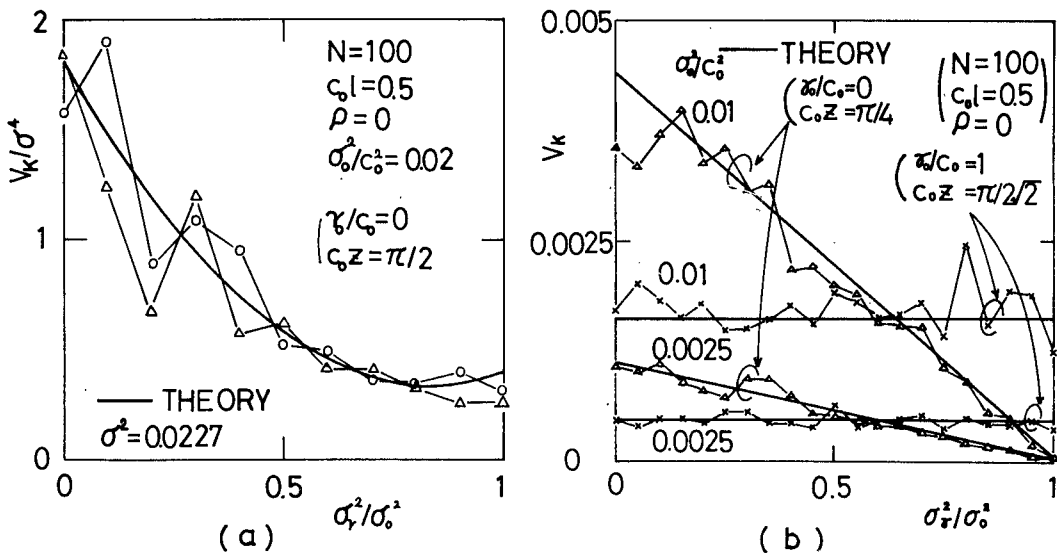 2
1
0
V_K/σ^4
N=100
c₀l=0.5
ρ=0
σ₀²/c₀²=0.02
γ₀/c₀=0
c₀z=π/2
THEORY
σ²=0.0227
0
0.5
1
σ_γ²/σ₀²
(a)
0.005
0.0025
0
V_K
THEORY
σ₀²/c₀²
0.01
γ₀/c₀=0
c₀z=π/4
N=100
c₀l=0.5
ρ=0
γ₀/c₀=1
c₀z=π/2√2
0.01
0.0025
0.0025
0
0.5
1
σ_γ²/σ₀²
(b)